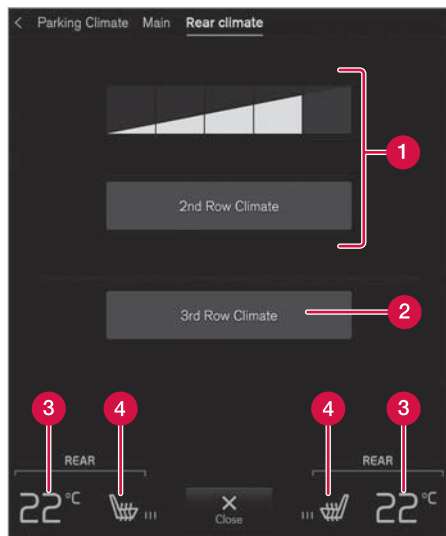 < Parking Climate Main Rear climate
1
2nd Row Climate
3rd Row Climate
2
3 4 4 3
REAR REAR
22°C 22°C
Close